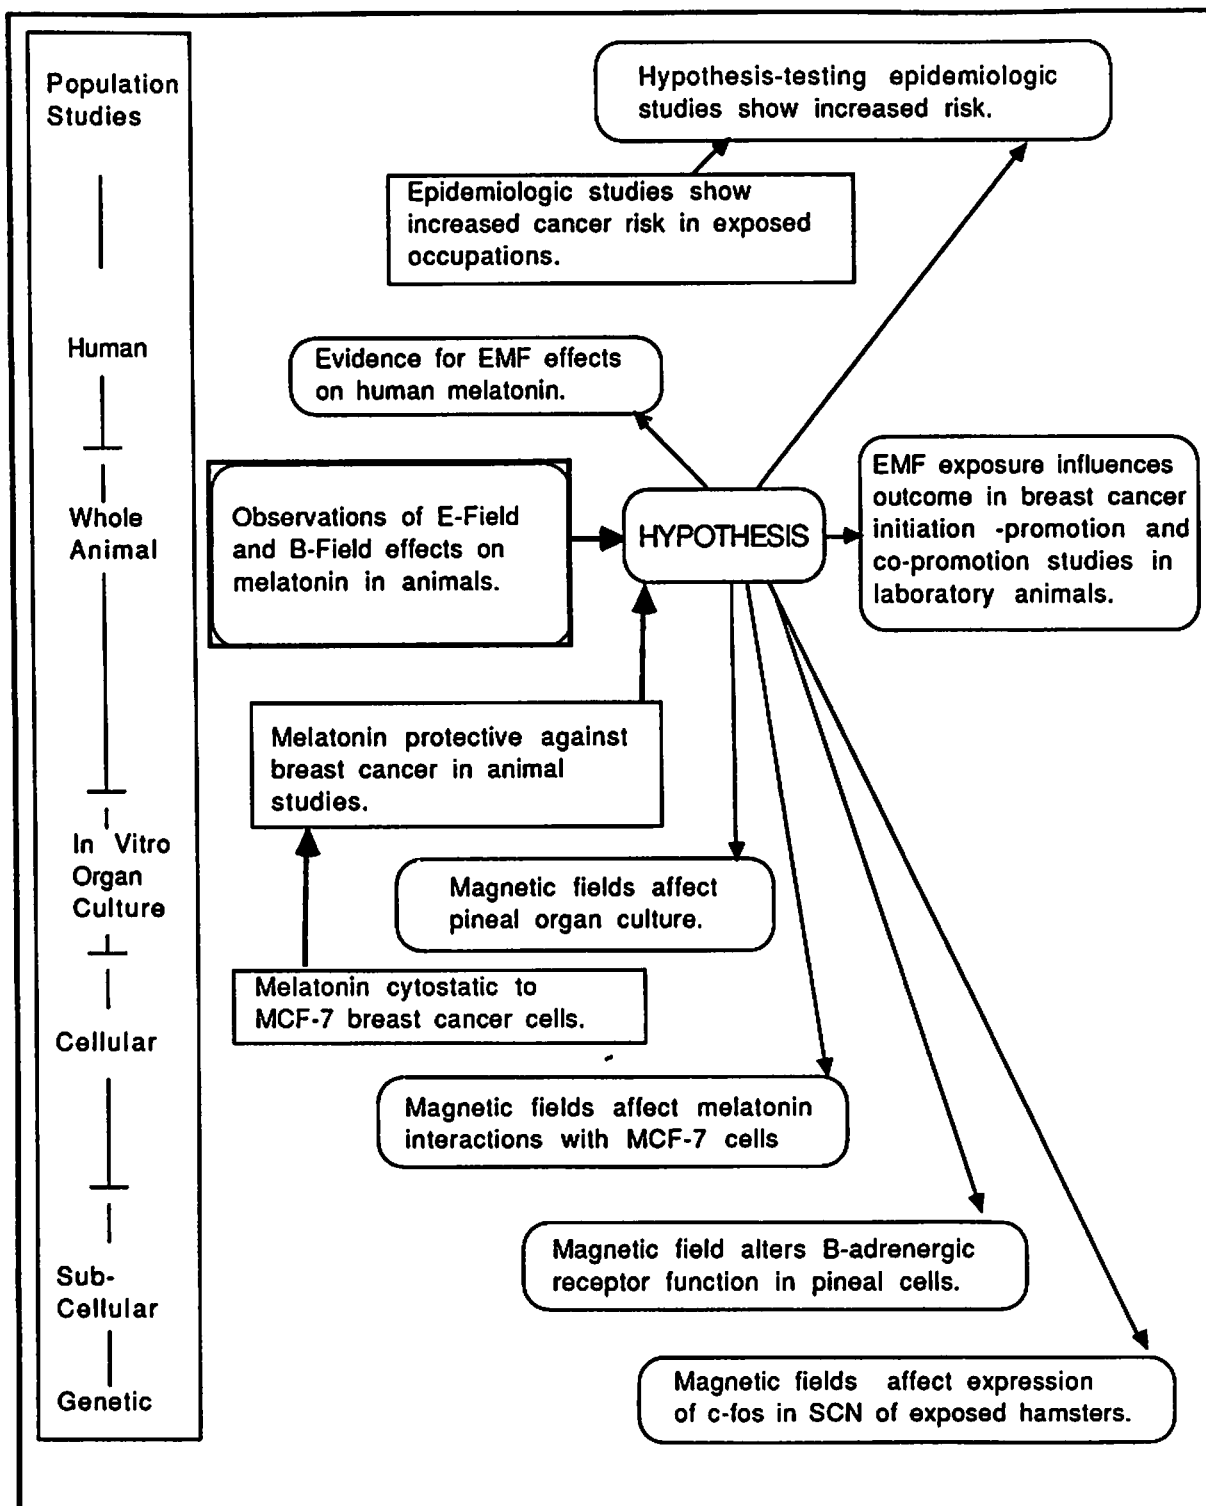 Population
Studies
Human
Whole
Animal
In Vitro
Organ
Culture
Cellular
Sub-
Cellular
Genetic
Hypothesis-testing epidemiologic
studies show increased risk.
Epidemiologic studies show
increased cancer risk in exposed
occupations.
Evidence for EMF effects
on human melatonin.
Observations of E-Field
and B-Field effects on
melatonin in animals.
HYPOTHESIS
EMF exposure influences
outcome in breast cancer
initiation -promotion and
co-promotion studies in
laboratory animals.
Melatonin protective against
breast cancer in animal
studies.
Magnetic fields affect
pineal organ culture.
Melatonin cytostatic to
MCF-7 breast cancer cells.
Magnetic fields affect melatonin
interactions with MCF-7 cells
Magnetic field alters B-adrenergic
receptor function in pineal cells.
Magnetic fields affect expression
of c-fos in SCN of exposed hamsters.